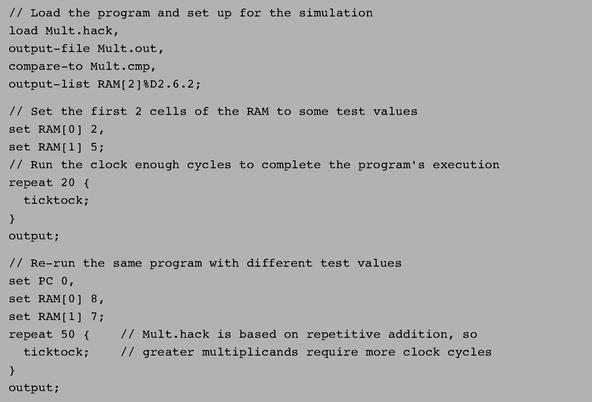 // Load the program and set up for the simulation
load Mult.hack,
output-file Mult.out,
compare-to Mult.cmp,
output-list RAM[2]%D2.6.2;
// Set the first 2 cells of the RAM to some test values
set RAM[0] 2,
set RAM[1] 5;
// Run the clock enough cycles to complete the program's execution
repeat 20 {
  ticktock;
}
output;
// Re-run the same program with different test values
set PC 0,
set RAM[0] 8,
set RAM[1] 7;
repeat 50 {    // Mult.hack is based on repetitive addition, so
  ticktock;    // greater multiplicands require more clock cycles
}
output;